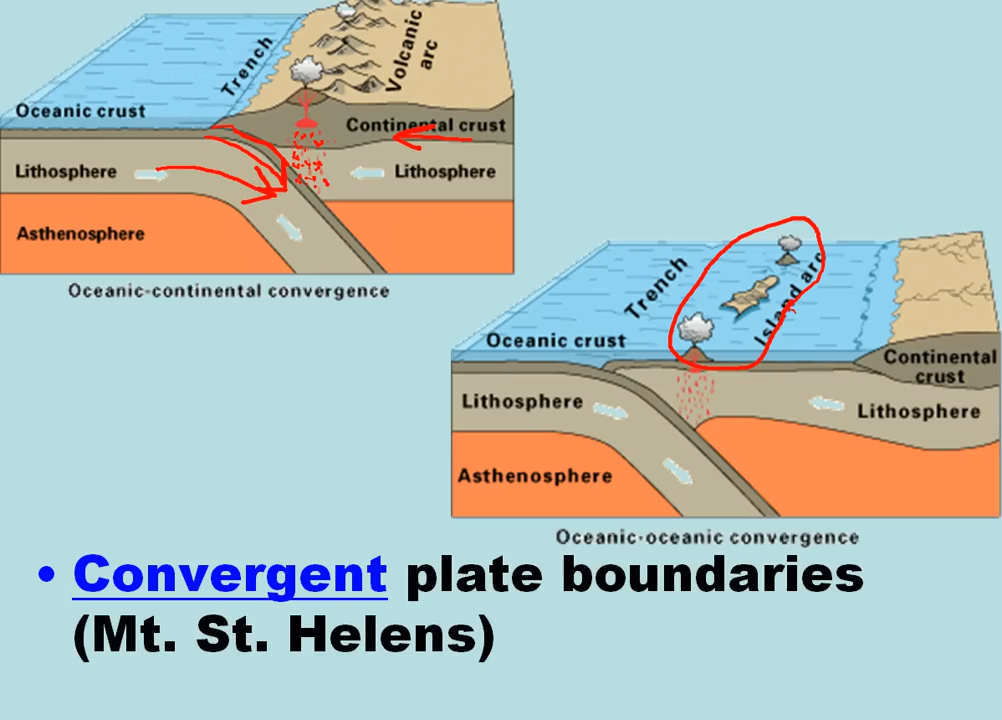 Trench
Volcanic
arc
Oceanic crust
Continental crust
Lithosphere
Lithosphere
Asthenosphere
Oceanic-continental convergence
Trench
Island arc
Oceanic crust
Continental
crust
Lithosphere
Lithosphere
Asthenosphere
Oceanic-oceanic convergence
• Convergent plate boundaries
(Mt. St. Helens)